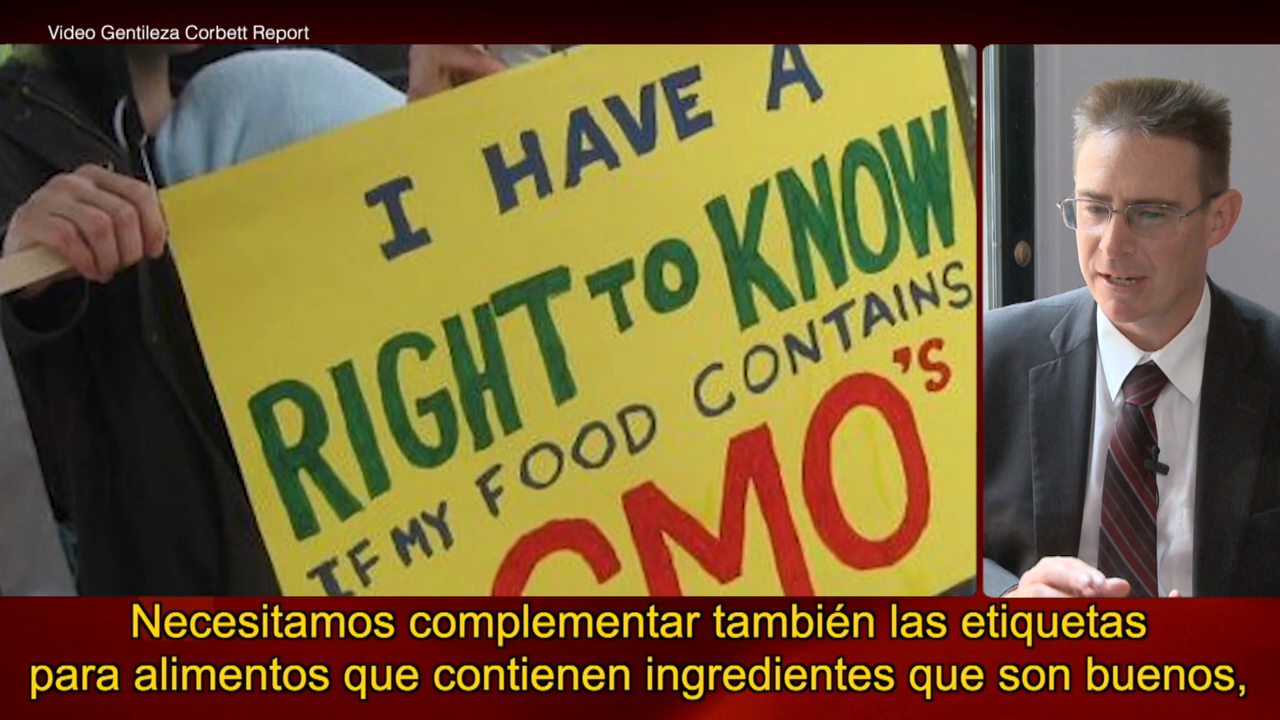 Video Gentileza Corbett Report
I HAVE A
RIGHT TO KNOW
IF MY FOOD CONTAINS
GMO'S
Necesitamos complementar también las etiquetas
para alimentos que contienen ingredientes que son buenos,